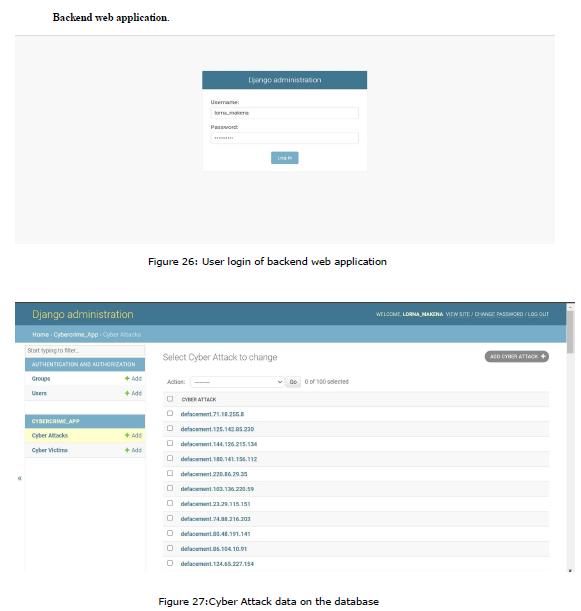 Backend web application.
Django administration
Username:
lorna_makena
Password:
··········
Log in
Figure 26: User login of backend web application
Django administration
WELCOME, LORNA_MAKENA. VIEW SITE / CHANGE PASSWORD / LOG OUT
Home › Cybercrime_App › Cyber Attacks
Start typing to filter...
AUTHENTICATION AND AUTHORIZATION
Groups + Add
Users + Add
CYBERCRIME_APP
Cyber Attacks + Add
Cyber Victims + Add
«
Select Cyber Attack to change
ADD CYBER ATTACK +
Action: --------- Go 0 of 100 selected
CYBER ATTACK
defacement.71.18.255.8
defacement.125.142.85.230
defacement.144.126.215.134
defacement.180.141.156.112
defacement.220.86.29.35
defacement.103.136.220.59
defacement.23.29.115.151
defacement.74.88.216.203
defacement.80.48.191.141
defacement.86.104.10.91
defacement.124.65.227.154
Figure 27:Cyber Attack data on the database